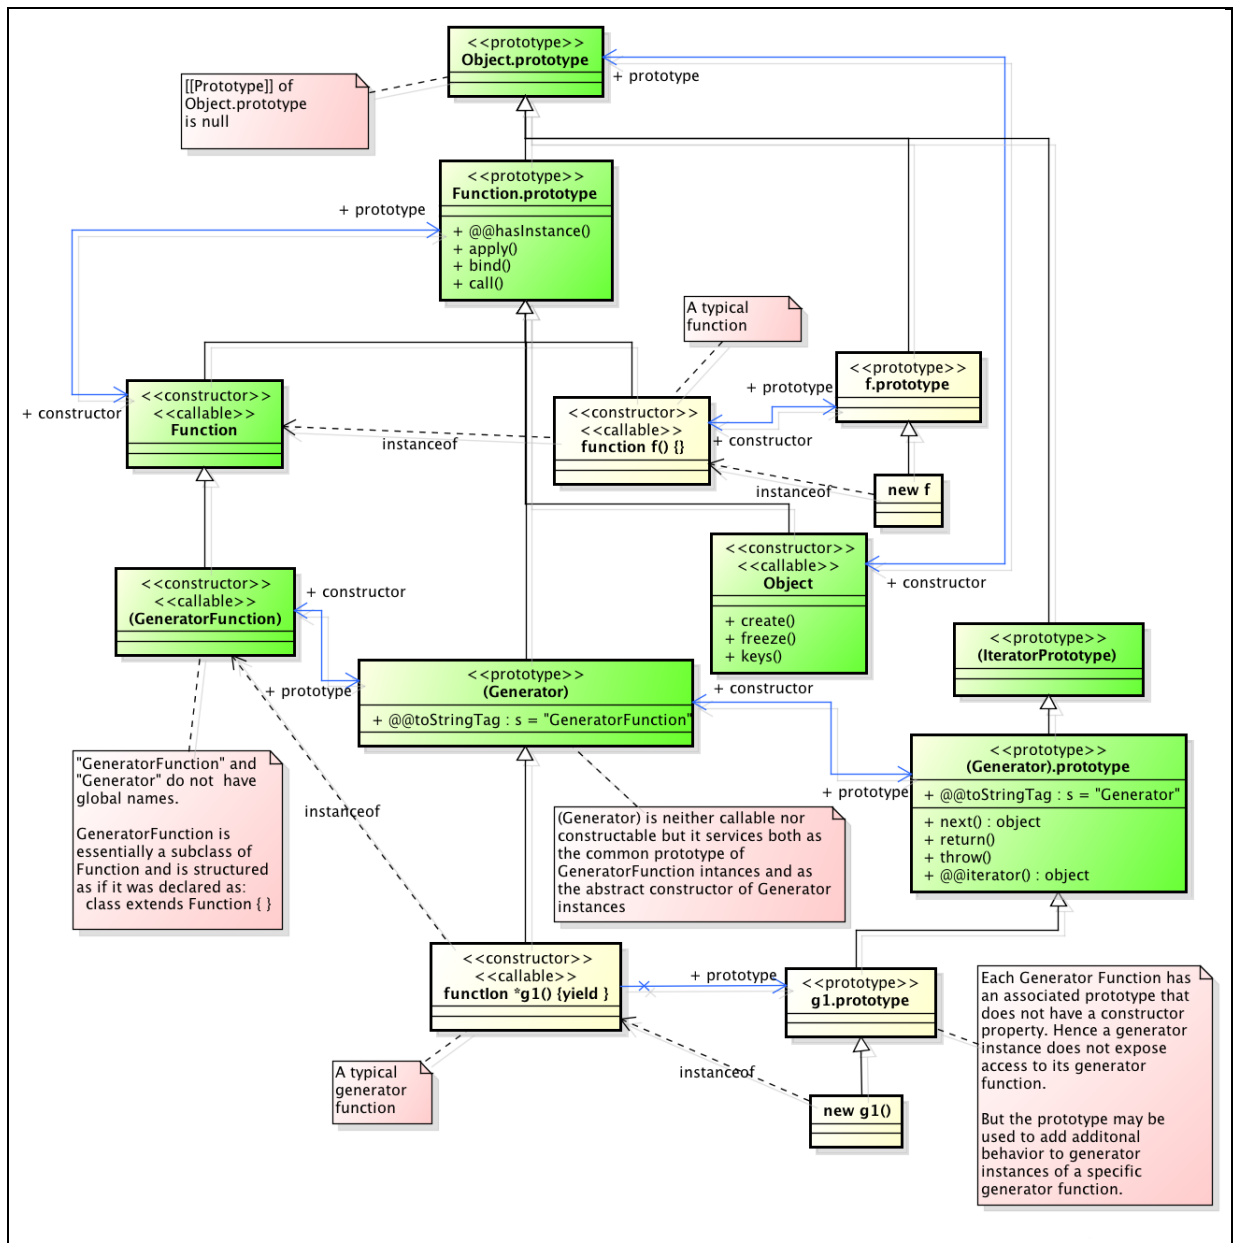 <<prototype>>
Object.prototype
+ prototype
[[Prototype]] of
Object.prototype
is null
<<prototype>>
Function.prototype
+ @@hasInstance()
+ apply()
+ bind()
+ call()
+ prototype
A typical
function
<<prototype>>
f.prototype
+ prototype
<<constructor>>
<<callable>>
Function
+ constructor
<<constructor>>
<<callable>>
function f() {}
+ constructor
instanceof
new f
instanceof
<<constructor>>
<<callable>>
Object
+ create()
+ freeze()
+ keys()
+ constructor
<<constructor>>
<<callable>>
(GeneratorFunction)
+ constructor
<<prototype>>
(IteratorPrototype)
+ prototype
<<prototype>>
(Generator)
+ @@toStringTag : s = "GeneratorFunction"
+ constructor
<<prototype>>
(Generator).prototype
+ @@toStringTag : s = "Generator"
+ next() : object
+ return()
+ throw()
+ @@iterator() : object
+ prototype
"GeneratorFunction" and
"Generator" do not  have
global names.
GeneratorFunction is
essentially a subclass of
Function and is structured
as if it was declared as:
class extends Function { }
instanceof
(Generator) is neither callable nor
constructable but it services both as
the common prototype of
GeneratorFunction intances and as
the abstract constructor of Generator
instances
<<constructor>>
<<callable>>
function *g1() {yield }
+ prototype
<<prototype>>
g1.prototype
Each Generator Function has
an associated prototype that
does not have a constructor
property. Hence a generator
instance does not expose
access to its generator
function.
But the prototype may be
used to add additonal
behavior to generator
instances of a specific
generator function.
A typical
generator
function
instanceof
new g1()